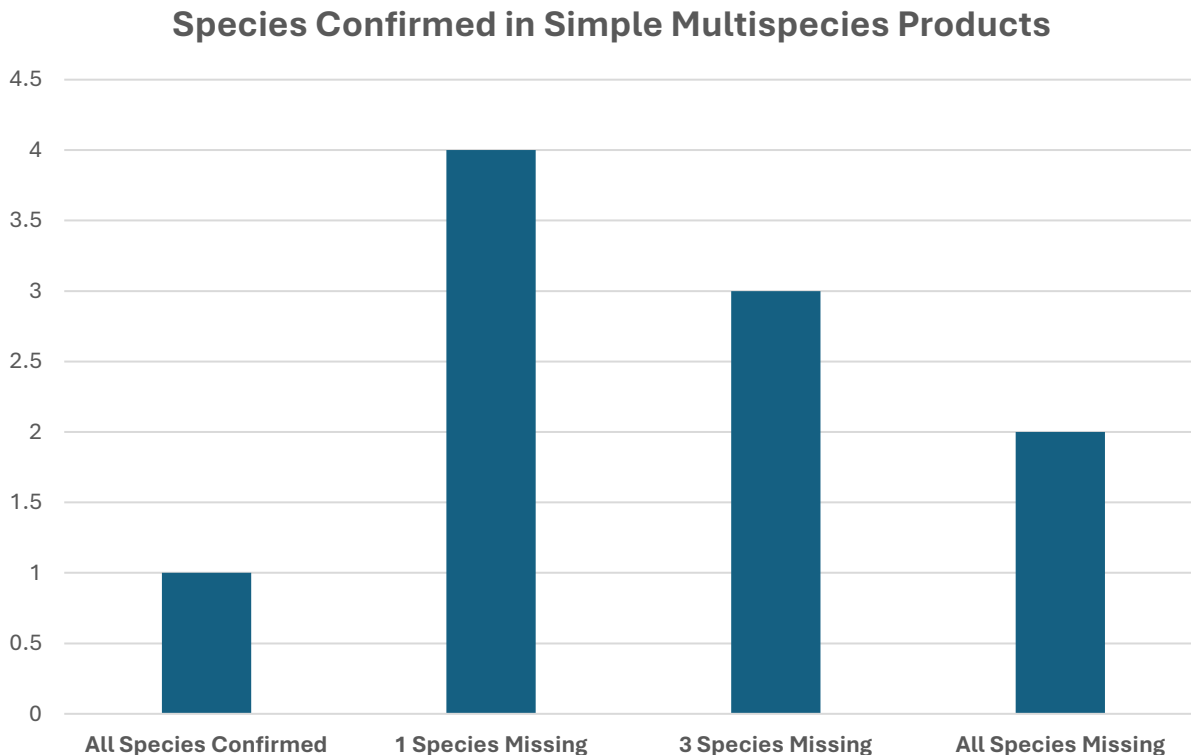 Species Confirmed in Simple Multispecies Products
4.5
4
3.5
3
2.5
2
1.5
1
0.5
0
All Species Confirmed
1 Species Missing
3 Species Missing
All Species Missing